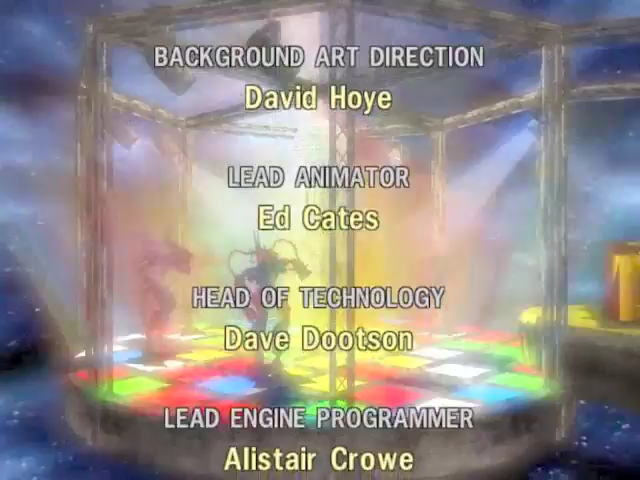 BACKGROUND ART DIRECTION
David Hoye
LEAD ANIMATOR
Ed Cates
HEAD OF TECHNOLOGY
Dave Dootson
LEAD ENGINE PROGRAMMER
Alistair Crowe